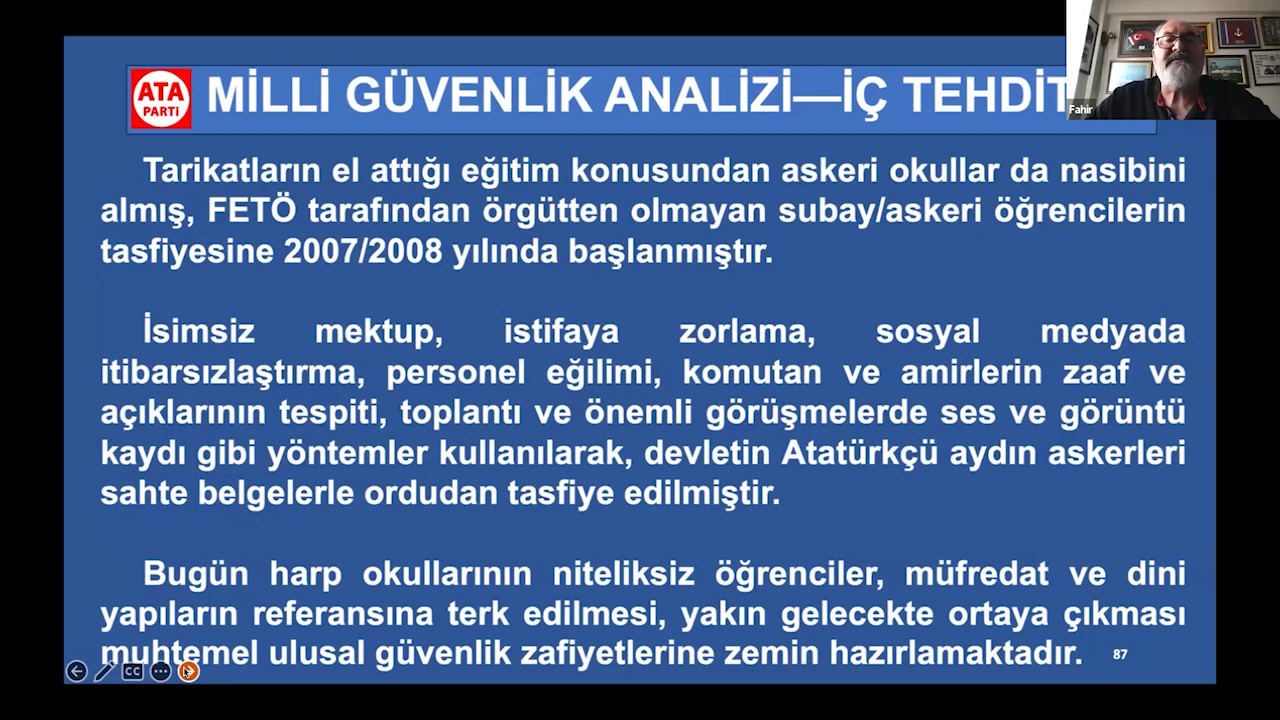 ATA
PARTİ
MİLLİ GÜVENLİK ANALİZİ—İÇ TEHDİT
Fahir
Tarikatların el attığı eğitim konusundan askeri okullar da nasibini
almış, FETÖ tarafından örgütten olmayan subay/askeri öğrencilerin
tasfiyesine 2007/2008 yılında başlanmıştır.
İsimsiz mektup, istifaya zorlama, sosyal medyada
itibarsızlaştırma, personel eğilimi, komutan ve amirlerin zaaf ve
açıklarının tespiti, toplantı ve önemli görüşmelerde ses ve görüntü
kaydı gibi yöntemler kullanılarak, devletin Atatürkçü aydın askerleri
sahte belgelerle ordudan tasfiye edilmiştir.
Bugün harp okullarının niteliksiz öğrenciler, müfredat ve dini
yapıların referansına terk edilmesi, yakın gelecekte ortaya çıkması
muhtemel ulusal güvenlik zafiyetlerine zemin hazırlamaktadır.
87
CC